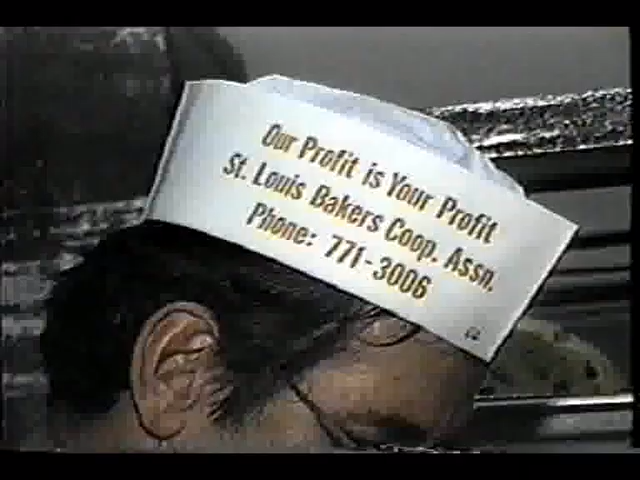 Our Profit is Your Profit
St. Louis Bakers Coop. Assn.
Phone: 771-3006